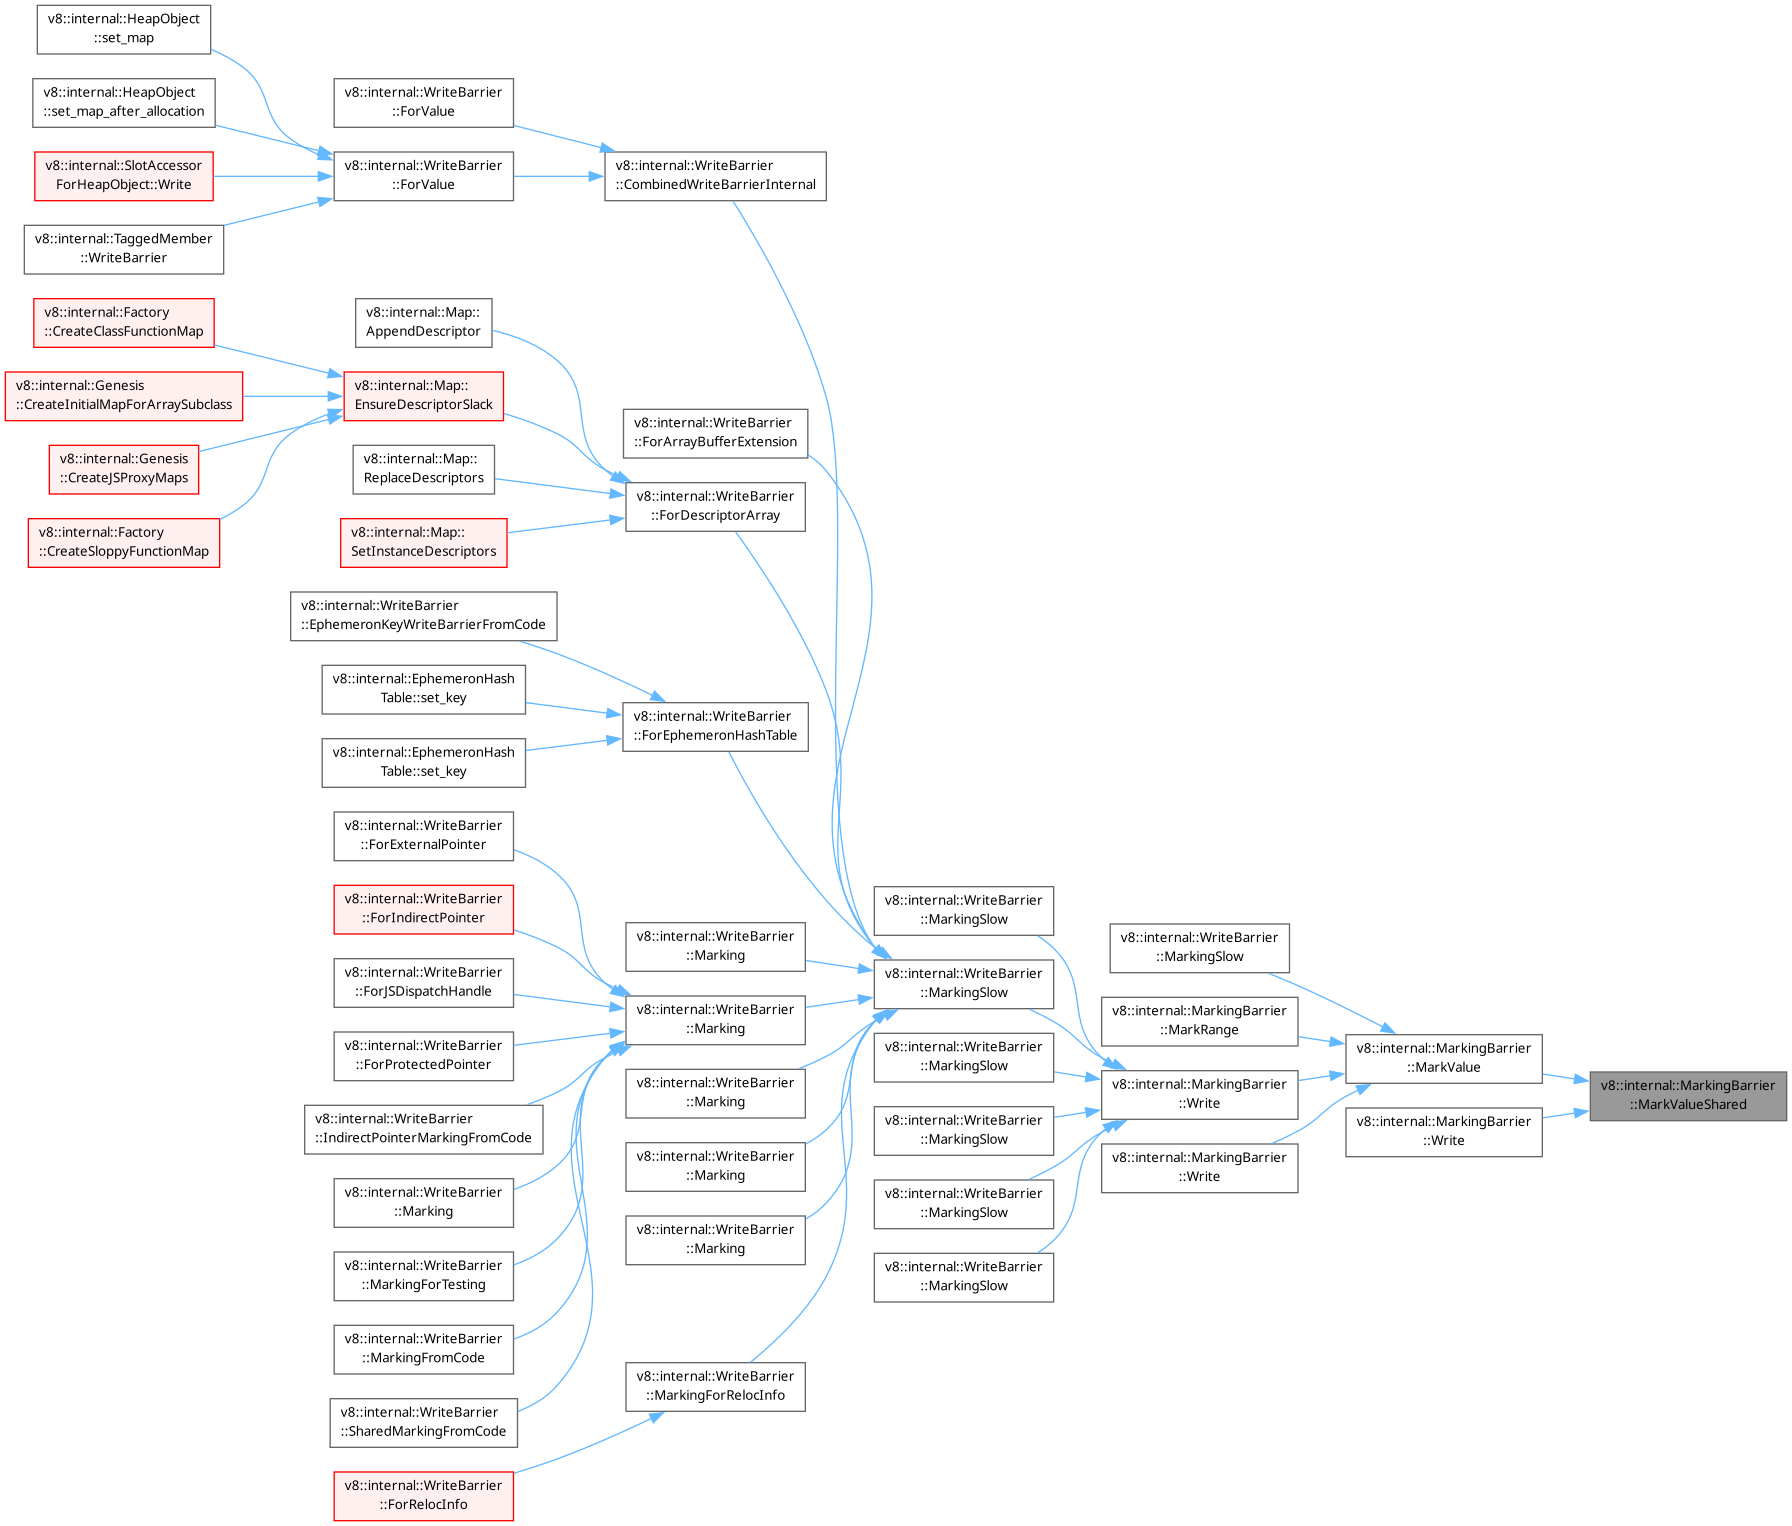 v8::internal::HeapObject
::set_map
v8::internal::HeapObject
::set_map_after_allocation
v8::internal::SlotAccessor
ForHeapObject::Write
v8::internal::TaggedMember
::WriteBarrier
v8::internal::Factory
::CreateClassFunctionMap
v8::internal::Genesis
::CreateInitialMapForArraySubclass
v8::internal::Genesis
::CreateJSProxyMaps
v8::internal::Factory
::CreateSloppyFunctionMap
v8::internal::WriteBarrier
::ForValue
v8::internal::WriteBarrier
::ForValue
v8::internal::Map::
AppendDescriptor
v8::internal::Map::
EnsureDescriptorSlack
v8::internal::Map::
ReplaceDescriptors
v8::internal::Map::
SetInstanceDescriptors
v8::internal::WriteBarrier
::EphemeronKeyWriteBarrierFromCode
v8::internal::EphemeronHash
Table::set_key
v8::internal::EphemeronHash
Table::set_key
v8::internal::WriteBarrier
::ForExternalPointer
v8::internal::WriteBarrier
::ForIndirectPointer
v8::internal::WriteBarrier
::ForJSDispatchHandle
v8::internal::WriteBarrier
::ForProtectedPointer
v8::internal::WriteBarrier
::IndirectPointerMarkingFromCode
v8::internal::WriteBarrier
::Marking
v8::internal::WriteBarrier
::MarkingForTesting
v8::internal::WriteBarrier
::MarkingFromCode
v8::internal::WriteBarrier
::SharedMarkingFromCode
v8::internal::WriteBarrier
::ForRelocInfo
v8::internal::WriteBarrier
::CombinedWriteBarrierInternal
v8::internal::WriteBarrier
::ForArrayBufferExtension
v8::internal::WriteBarrier
::ForDescriptorArray
v8::internal::WriteBarrier
::ForEphemeronHashTable
v8::internal::WriteBarrier
::Marking
v8::internal::WriteBarrier
::Marking
v8::internal::WriteBarrier
::Marking
v8::internal::WriteBarrier
::Marking
v8::internal::WriteBarrier
::Marking
v8::internal::WriteBarrier
::MarkingForRelocInfo
v8::internal::WriteBarrier
::MarkingSlow
v8::internal::WriteBarrier
::MarkingSlow
v8::internal::WriteBarrier
::MarkingSlow
v8::internal::WriteBarrier
::MarkingSlow
v8::internal::WriteBarrier
::MarkingSlow
v8::internal::WriteBarrier
::MarkingSlow
v8::internal::WriteBarrier
::MarkingSlow
v8::internal::MarkingBarrier
::MarkRange
v8::internal::MarkingBarrier
::Write
v8::internal::MarkingBarrier
::Write
v8::internal::MarkingBarrier
::MarkValue
v8::internal::MarkingBarrier
::Write
v8::internal::MarkingBarrier
::MarkValueShared